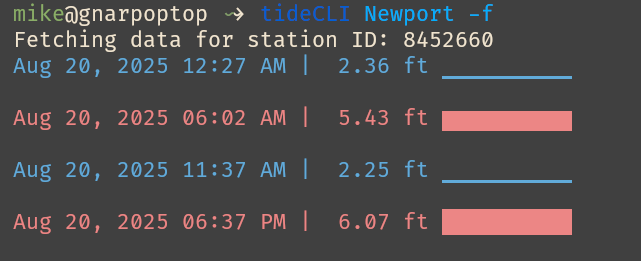 mike@gnarpoptop ⤳ tideCLI Newport -f
Fetching data for station ID: 8452660
Aug 20, 2025 12:27 AM |  2.36 ft
Aug 20, 2025 06:02 AM |  5.43 ft
Aug 20, 2025 11:37 AM |  2.25 ft
Aug 20, 2025 06:37 PM |  6.07 ft